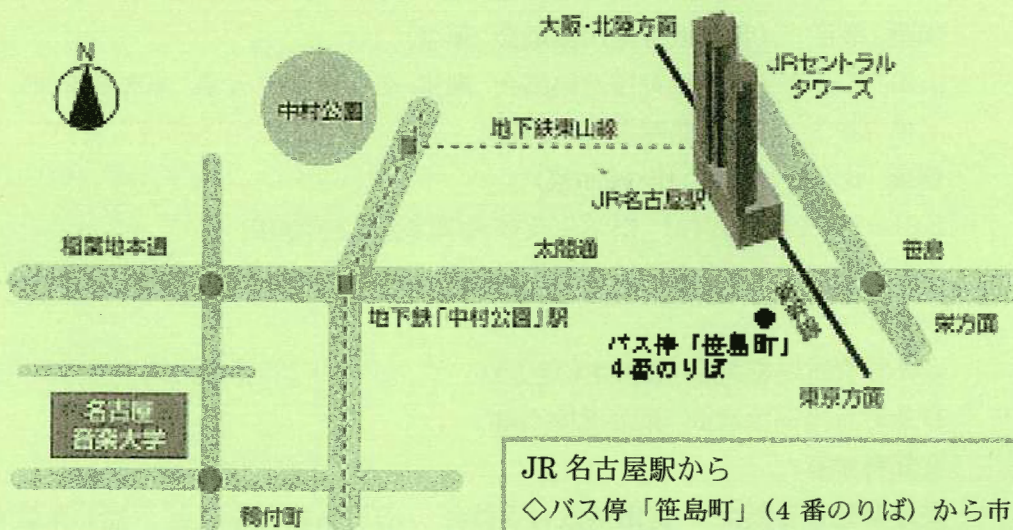 大阪・北陸方面
N
JRセントラル
タワーズ
中村公園
地下鉄東山線
JR名古屋駅
稲葉地本通
太閤通
笹島
地下鉄「中村公園」駅
栄方面
バス停「笹島町」
4番のりば
東京方面
名古屋
音楽大学
鴨付町
JR 名古屋駅から
◇バス停「笹島町」(4 番のりば) から市